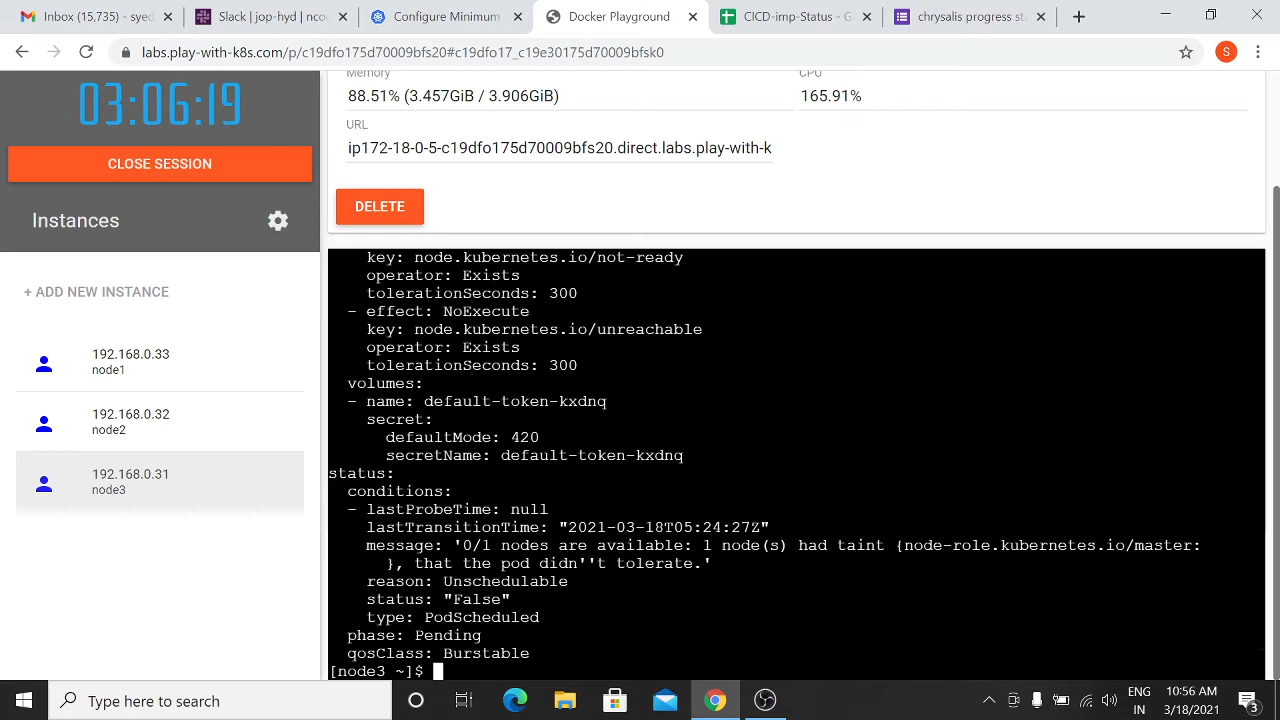 Inbox (15,735) - syed
Slack | jop-hyd | nco
Configure Minimum
Docker Playground
CICD-imp-Status - G
chrysalis progress sta
labs.play-with-k8s.com/p/c19dfo175d70009bfs20#c19dfo17_c19e30175d70009bfsk0
S
03:06:19
CLOSE SESSION
Instances
+ ADD NEW INSTANCE
192.168.0.33
node1
192.168.0.32
node2
192.168.0.31
node3
Memory
88.51% (3.457GiB / 3.906GiB)
CPU
165.91%
URL
ip172-18-0-5-c19dfo175d70009bfs20.direct.labs.play-with-k
DELETE
key: node.kubernetes.io/not-ready
operator: Exists
tolerationSeconds: 300
- effect: NoExecute
key: node.kubernetes.io/unreachable
operator: Exists
tolerationSeconds: 300
volumes:
- name: default-token-kxdnq
secret:
defaultMode: 420
secretName: default-token-kxdnq
status:
conditions:
- lastProbeTime: null
lastTransitionTime: "2021-03-18T05:24:27Z"
message: '0/1 nodes are available: 1 node(s) had taint {node-role.kubernetes.io/master:
}, that the pod didn''t tolerate.'
reason: Unschedulable
status: "False"
type: PodScheduled
phase: Pending
qosClass: Burstable
[node3 ~]$
Type here to search
ENG
IN
10:56 AM
3/18/2021
3